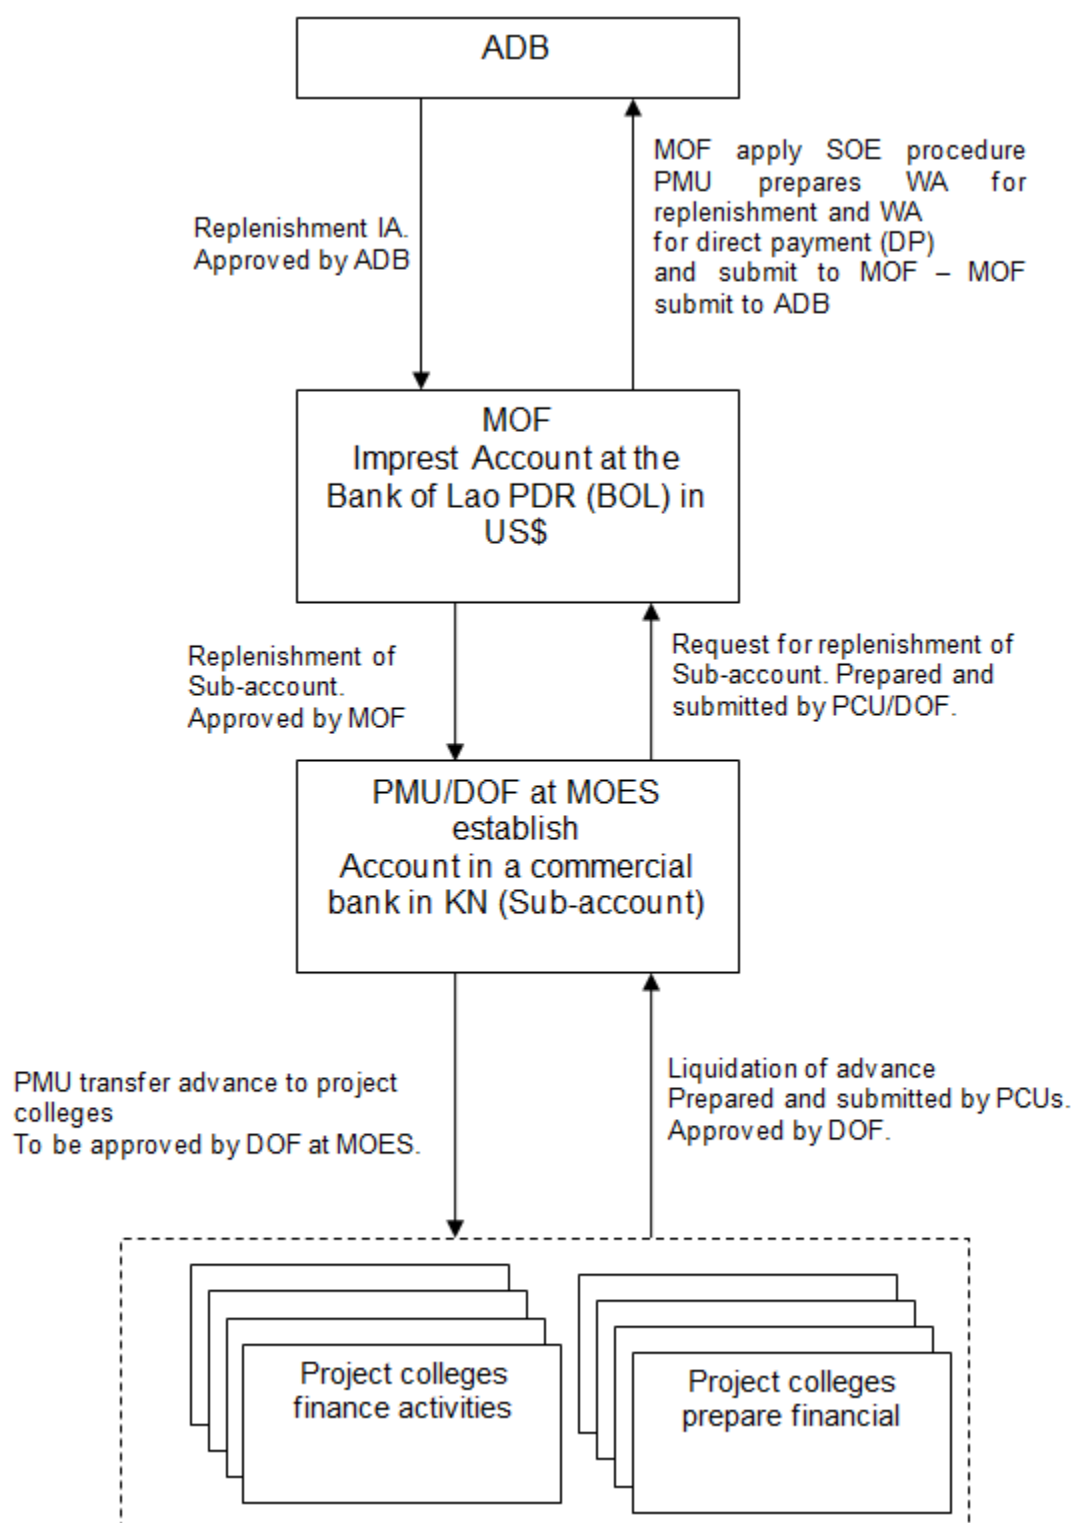 ADB
Replenishment IA.
Approved by ADB
MOF apply SOE procedure
PMU prepares WA for
replenishment and WA
for direct payment (DP)
and submit to MOF – MOF
submit to ADB
MOF
Imprest Account at the
Bank of Lao PDR (BOL) in
US$
Replenishment of
Sub-account.
Approved by MOF
Request for replenishment of
Sub-account. Prepared and
submitted by PCU/DOF.
PMU/DOF at MOES
establish
Account in a commercial
bank in KN (Sub-account)
PMU transfer advance to project
colleges
To be approved by DOF at MOES.
Liquidation of advance
Prepared and submitted by PCUs.
Approved by DOF.
Project colleges
finance activities
Project colleges
prepare financial